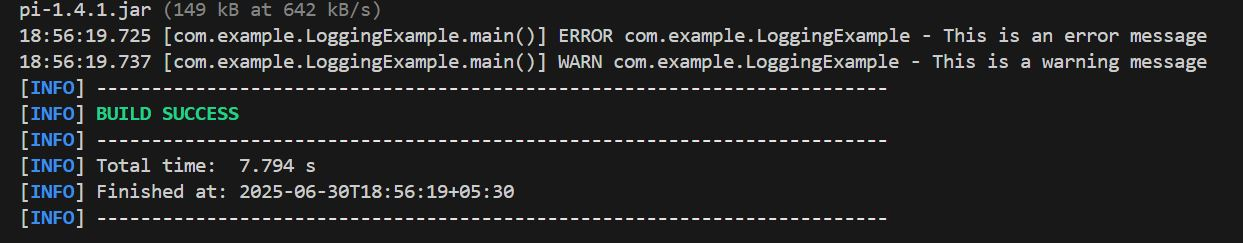 pi-1.4.1.jar (149 kB at 642 kB/s)
18:56:19.725 [com.example.LoggingExample.main()] ERROR com.example.LoggingExample - This is an error message
18:56:19.737 [com.example.LoggingExample.main()] WARN com.example.LoggingExample - This is a warning message
[INFO] ------------------------------------------------------------------------
[INFO] BUILD SUCCESS
[INFO] ------------------------------------------------------------------------
[INFO] Total time:  7.794 s
[INFO] Finished at: 2025-06-30T18:56:19+05:30
[INFO] ------------------------------------------------------------------------